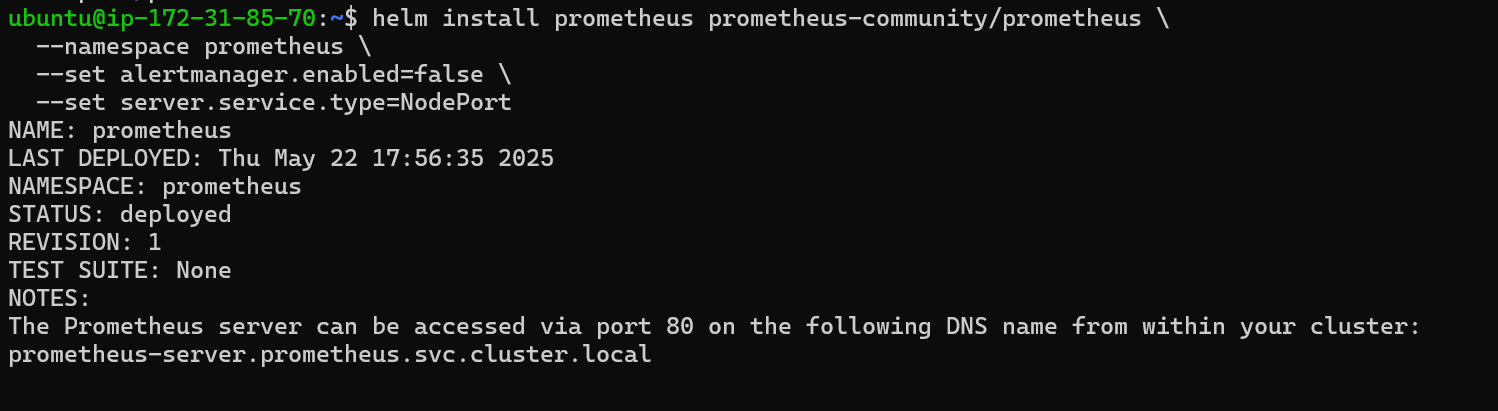 ubuntu@ip-172-31-85-70:~$ helm install prometheus prometheus-community/prometheus \
  --namespace prometheus \
  --set alertmanager.enabled=false \
  --set server.service.type=NodePort
NAME: prometheus
LAST DEPLOYED: Thu May 22 17:56:35 2025
NAMESPACE: prometheus
STATUS: deployed
REVISION: 1
TEST SUITE: None
NOTES:
The Prometheus server can be accessed via port 80 on the following DNS name from within your cluster:
prometheus-server.prometheus.svc.cluster.local